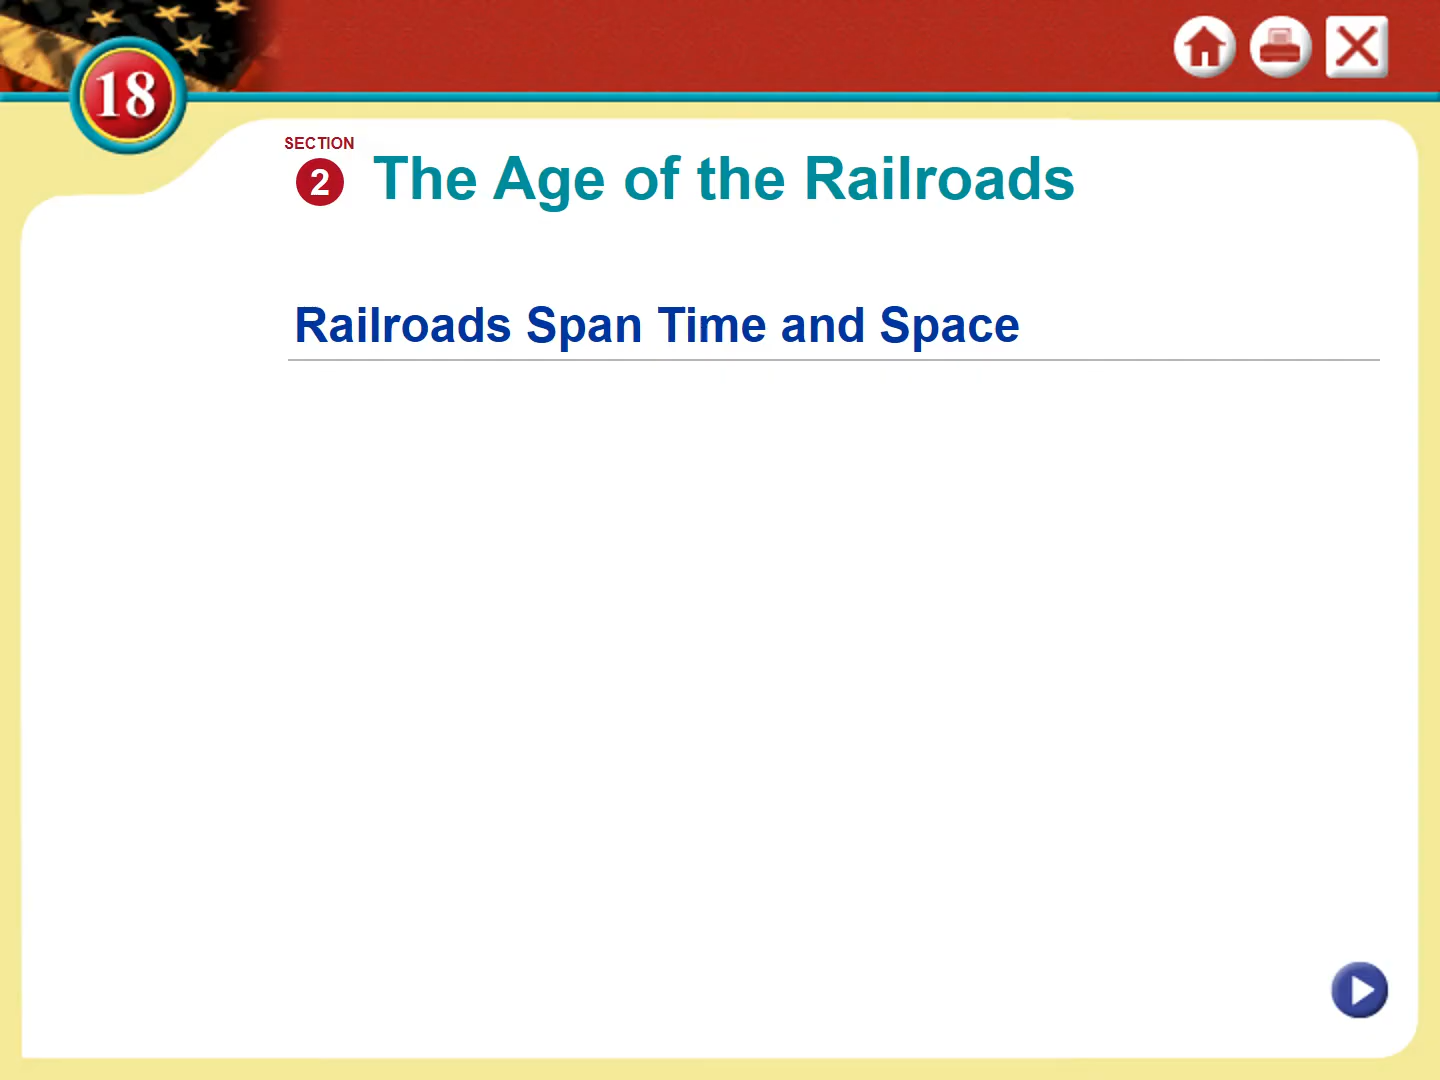 18
SECTION
2
The Age of the Railroads
Railroads Span Time and Space